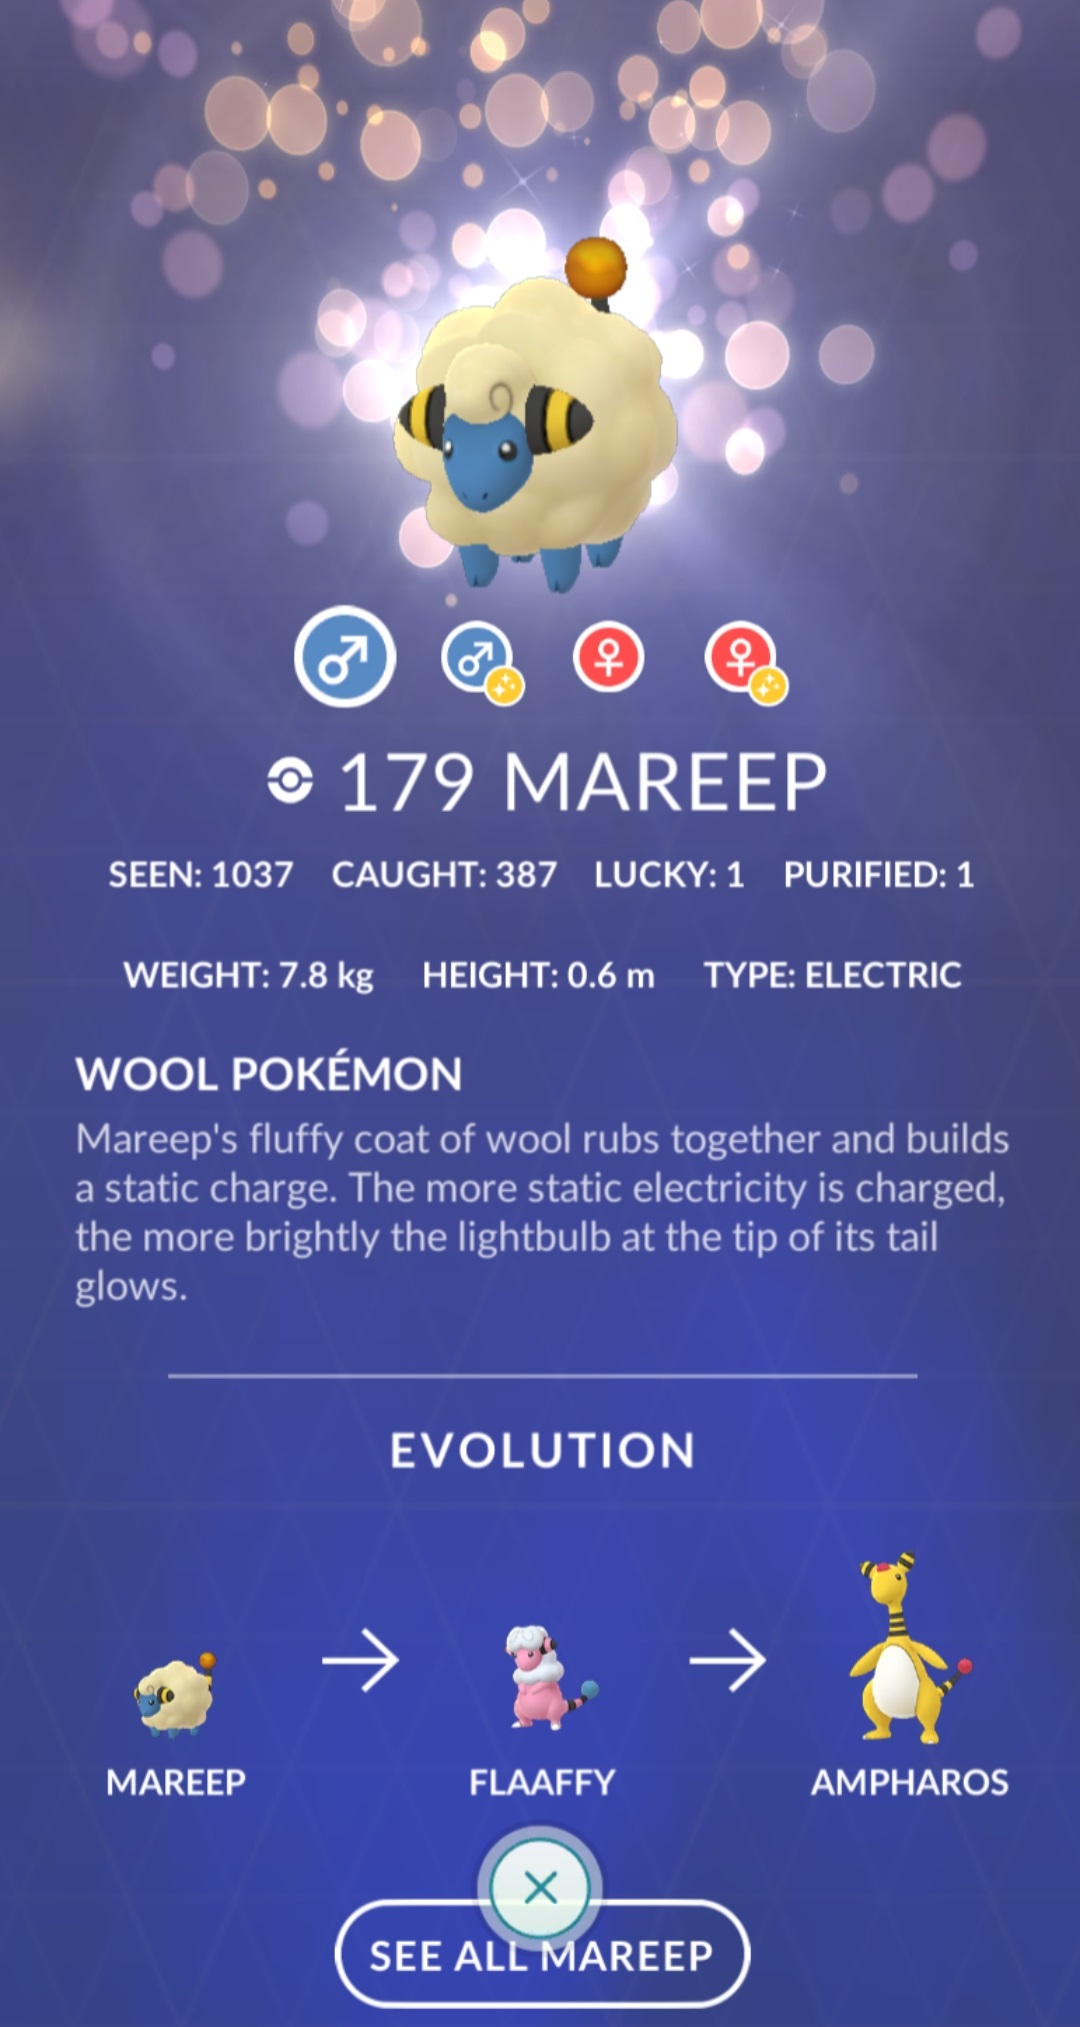 179 MAREEP
SEEN: 1037 CAUGHT: 387 LUCKY: 1 PURIFIED: 1
WEIGHT: 7.8 kg HEIGHT: 0.6 m TYPE: ELECTRIC
WOOL POKÉMON
Mareep's fluffy coat of wool rubs together and builds
a static charge. The more static electricity is charged,
the more brightly the lightbulb at the tip of its tail
glows.
EVOLUTION
MAREEP FLAAFFY AMPHAROS
SEE ALL MAREEP